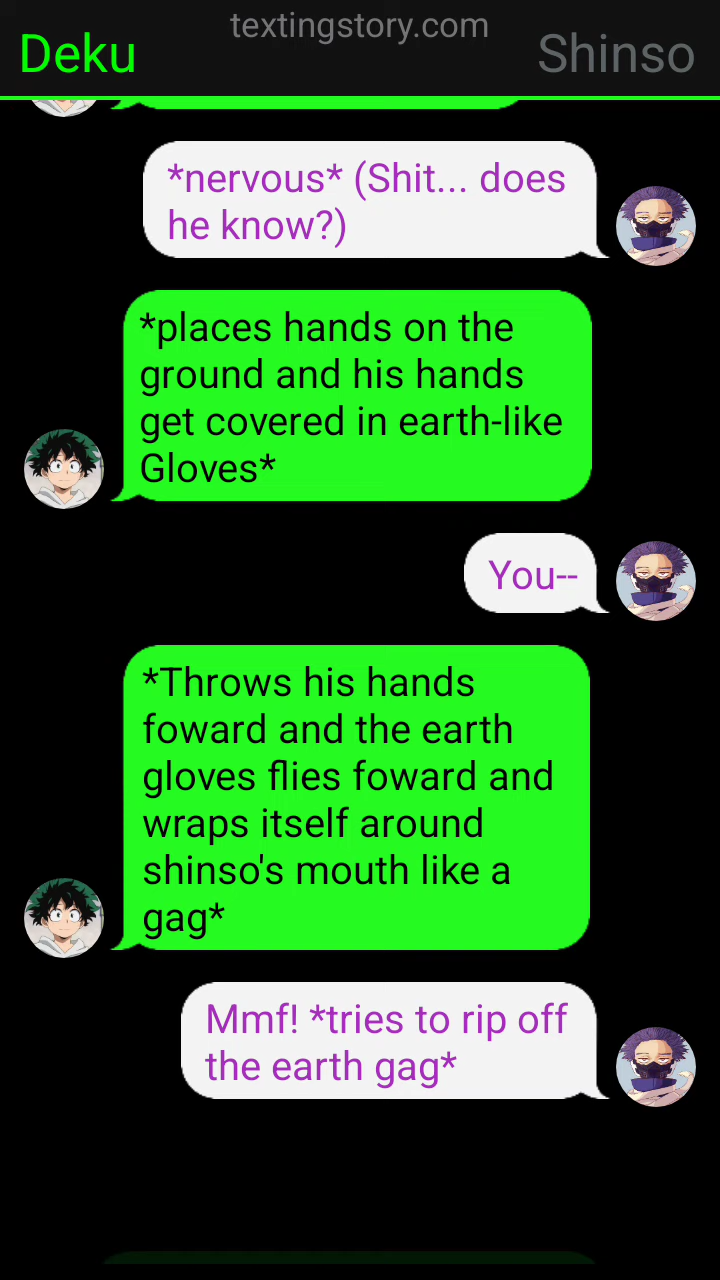 textingstory.com
Deku
Shinso
*nervous* (Shit... does
he know?)
*places hands on the
ground and his hands
get covered in earth-like
Gloves*
You--
*Throws his hands
foward and the earth
gloves flies foward and
wraps itself around
shinso's mouth like a
gag*
Mmf! *tries to rip off
the earth gag*